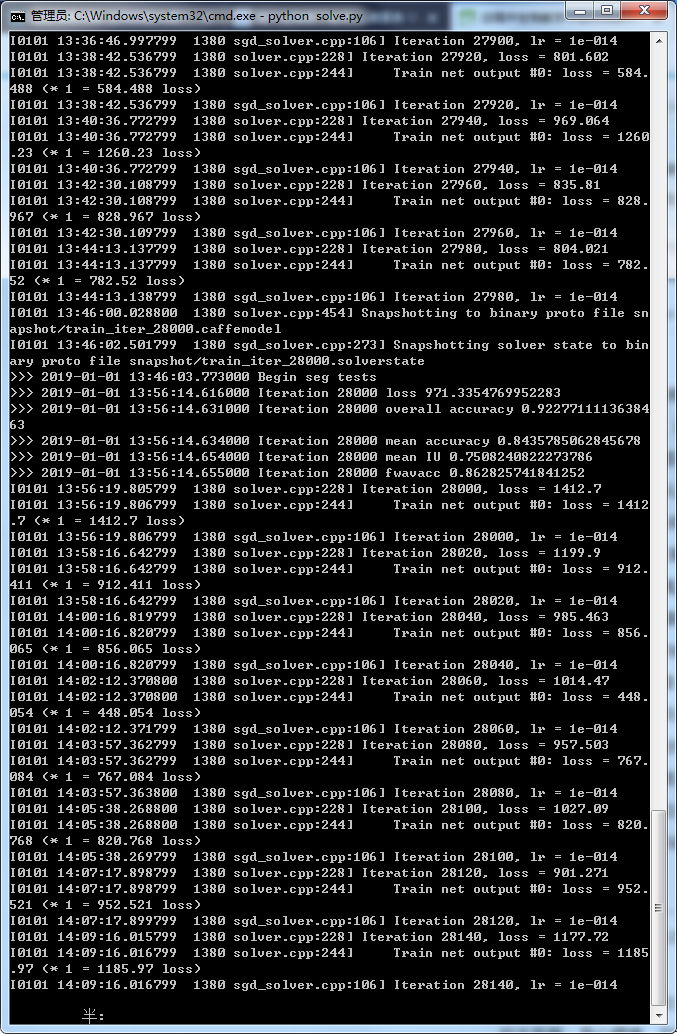 管理员: C:\Windows\system32\cmd.exe - python  solve.py
I0101 13:36:46.997799  1380 sgd_solver.cpp:106] Iteration 27900, lr = 1e-014
I0101 13:38:42.536799  1380 solver.cpp:228] Iteration 27920, loss = 801.602
I0101 13:38:42.536799  1380 solver.cpp:244]     Train net output #0: loss = 584.
488 (* 1 = 584.488 loss)
I0101 13:38:42.536799  1380 sgd_solver.cpp:106] Iteration 27920, lr = 1e-014
I0101 13:40:36.772799  1380 solver.cpp:228] Iteration 27940, loss = 969.064
I0101 13:40:36.772799  1380 solver.cpp:244]     Train net output #0: loss = 1260
.23 (* 1 = 1260.23 loss)
I0101 13:40:36.772799  1380 sgd_solver.cpp:106] Iteration 27940, lr = 1e-014
I0101 13:42:30.108799  1380 solver.cpp:228] Iteration 27960, loss = 835.81
I0101 13:42:30.108799  1380 solver.cpp:244]     Train net output #0: loss = 828.
967 (* 1 = 828.967 loss)
I0101 13:42:30.109799  1380 sgd_solver.cpp:106] Iteration 27960, lr = 1e-014
I0101 13:44:13.137799  1380 solver.cpp:228] Iteration 27980, loss = 804.021
I0101 13:44:13.137799  1380 solver.cpp:244]     Train net output #0: loss = 782.
52 (* 1 = 782.52 loss)
I0101 13:44:13.138799  1380 sgd_solver.cpp:106] Iteration 27980, lr = 1e-014
I0101 13:46:00.028800  1380 solver.cpp:454] Snapshotting to binary proto file sn
apshot/train_iter_28000.caffemodel
I0101 13:46:02.501799  1380 sgd_solver.cpp:273] Snapshotting solver state to bin
ary proto file snapshot/train_iter_28000.solverstate
>>> 2019-01-01 13:46:03.773000 Begin seg tests
>>> 2019-01-01 13:56:14.616000 Iteration 28000 loss 971.3354769952283
>>> 2019-01-01 13:56:14.631000 Iteration 28000 overall accuracy 0.92277111136384
63
>>> 2019-01-01 13:56:14.634000 Iteration 28000 mean accuracy 0.8435785062845678
>>> 2019-01-01 13:56:14.654000 Iteration 28000 mean IU 0.7508240822273786
>>> 2019-01-01 13:56:14.655000 Iteration 28000 fwavacc 0.862825741841252
I0101 13:56:19.805799  1380 solver.cpp:228] Iteration 28000, loss = 1412.7
I0101 13:56:19.806799  1380 solver.cpp:244]     Train net output #0: loss = 1412
.7 (* 1 = 1412.7 loss)
I0101 13:56:19.806799  1380 sgd_solver.cpp:106] Iteration 28000, lr = 1e-014
I0101 13:58:16.642799  1380 solver.cpp:228] Iteration 28020, loss = 1199.9
I0101 13:58:16.642799  1380 solver.cpp:244]     Train net output #0: loss = 912.
411 (* 1 = 912.411 loss)
I0101 13:58:16.642799  1380 sgd_solver.cpp:106] Iteration 28020, lr = 1e-014
I0101 14:00:16.819799  1380 solver.cpp:228] Iteration 28040, loss = 985.463
I0101 14:00:16.820799  1380 solver.cpp:244]     Train net output #0: loss = 856.
065 (* 1 = 856.065 loss)
I0101 14:00:16.820799  1380 sgd_solver.cpp:106] Iteration 28040, lr = 1e-014
I0101 14:02:12.370800  1380 solver.cpp:228] Iteration 28060, loss = 1014.47
I0101 14:02:12.370800  1380 solver.cpp:244]     Train net output #0: loss = 448.
054 (* 1 = 448.054 loss)
I0101 14:02:12.371799  1380 sgd_solver.cpp:106] Iteration 28060, lr = 1e-014
I0101 14:03:57.362799  1380 solver.cpp:228] Iteration 28080, loss = 957.503
I0101 14:03:57.362799  1380 solver.cpp:244]     Train net output #0: loss = 767.
084 (* 1 = 767.084 loss)
I0101 14:03:57.363800  1380 sgd_solver.cpp:106] Iteration 28080, lr = 1e-014
I0101 14:05:38.268800  1380 solver.cpp:228] Iteration 28100, loss = 1027.09
I0101 14:05:38.268800  1380 solver.cpp:244]     Train net output #0: loss = 820.
768 (* 1 = 820.768 loss)
I0101 14:05:38.269799  1380 sgd_solver.cpp:106] Iteration 28100, lr = 1e-014
I0101 14:07:17.898799  1380 solver.cpp:228] Iteration 28120, loss = 901.271
I0101 14:07:17.898799  1380 solver.cpp:244]     Train net output #0: loss = 952.
521 (* 1 = 952.521 loss)
I0101 14:07:17.899799  1380 sgd_solver.cpp:106] Iteration 28120, lr = 1e-014
I0101 14:09:16.015799  1380 solver.cpp:228] Iteration 28140, loss = 1177.72
I0101 14:09:16.016799  1380 solver.cpp:244]     Train net output #0: loss = 1185
.97 (* 1 = 1185.97 loss)
I0101 14:09:16.016799  1380 sgd_solver.cpp:106] Iteration 28140, lr = 1e-014
半: